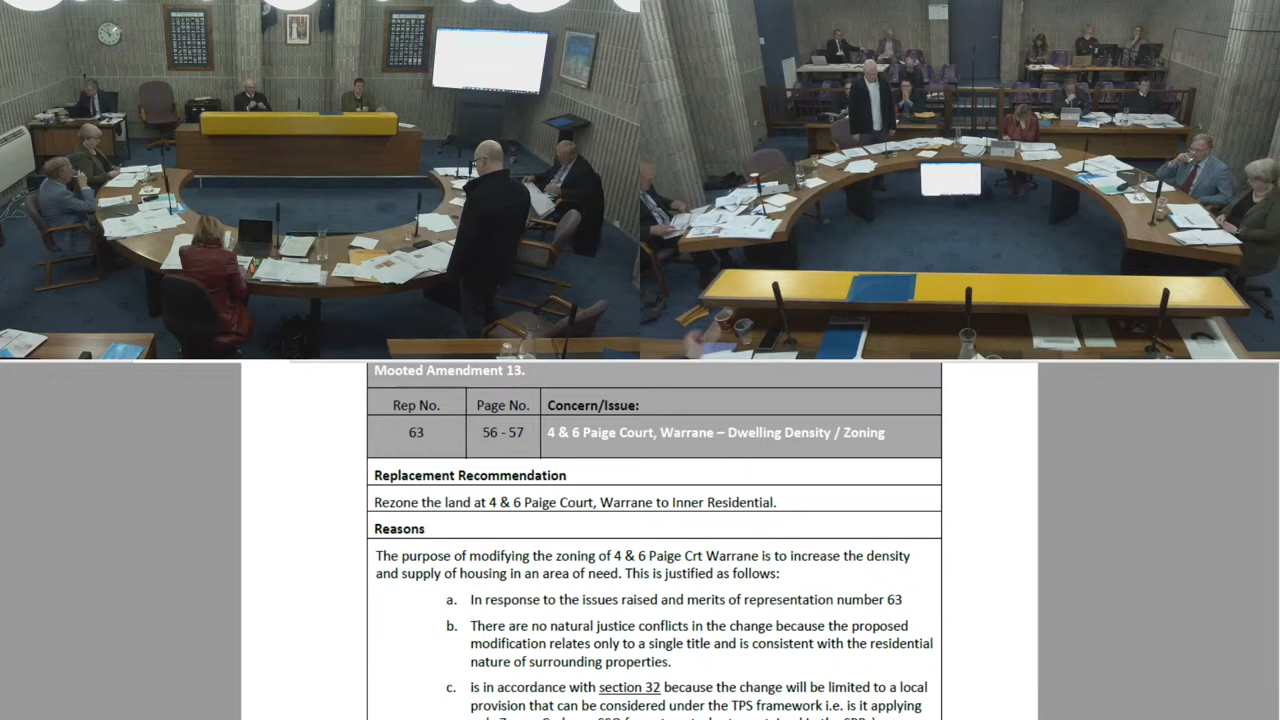 Mooted Amendment 13.
Rep No. Page No. Concern/Issue:
63 56 - 57 4 & 6 Paige Court, Warrane – Dwelling Density / Zoning
Replacement Recommendation
Rezone the land at 4 & 6 Paige Court, Warrane to Inner Residential.
Reasons
The purpose of modifying the zoning of 4 & 6 Paige Crt Warrane is to increase the density
and supply of housing in an area of need. This is justified as follows:
a. In response to the issues raised and merits of representation number 63
b. There are no natural justice conflicts in the change because the proposed
modification relates only to a single title and is consistent with the residential
nature of surrounding properties.
c. is in accordance with section 32 because the change will be limited to a local
provision that can be considered under the TPS framework i.e. is it applying